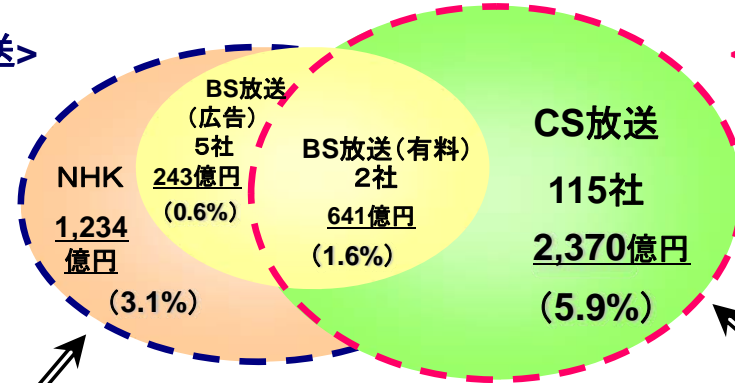 送>
BS放送
（広告）
５社
243億円
（0.6%）
BS放送（有料）
２社
641億円
（1.6%）
NHK
1,234
億円
（3.1%）
CS放送
115社
2,370億円
（5.9%）